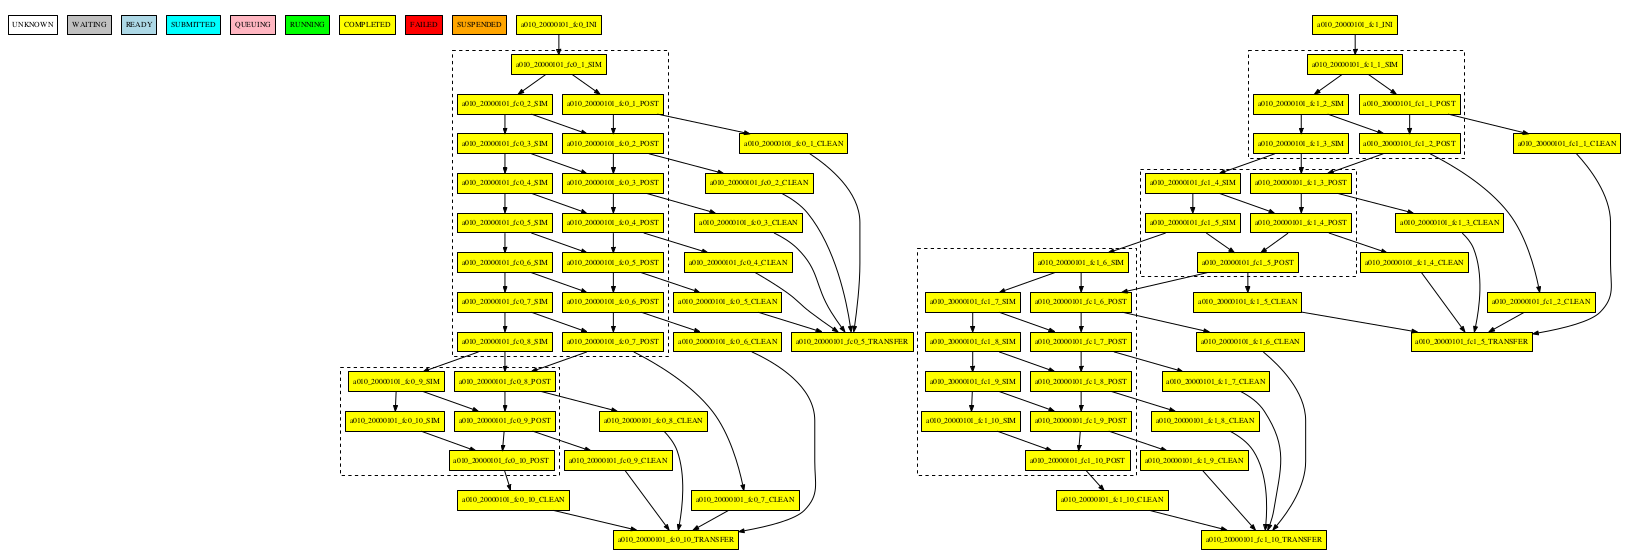 UNKNOWN WAITING READY SUBMITTED QUEUING RUNNING COMPLETED FAILED SUSPENDED a010_20000101_fc0_INI a010_20000101_fc1_INI
a010_20000101_fc0_1_SIM a010_20000101_fc1_1_SIM
a010_20000101_fc0_2_SIM a010_20000101_fc0_1_POST a010_20000101_fc1_2_SIM a010_20000101_fc1_1_POST
a010_20000101_fc0_3_SIM a010_20000101_fc0_2_POST a010_20000101_fc0_1_CLEAN a010_20000101_fc1_3_SIM a010_20000101_fc1_2_POST a010_20000101_fc1_1_CLEAN
a010_20000101_fc0_4_SIM a010_20000101_fc0_3_POST a010_20000101_fc0_2_CLEAN a010_20000101_fc1_4_SIM a010_20000101_fc1_3_POST
a010_20000101_fc0_5_SIM a010_20000101_fc0_4_POST a010_20000101_fc0_3_CLEAN a010_20000101_fc1_5_SIM a010_20000101_fc1_4_POST a010_20000101_fc1_3_CLEAN
a010_20000101_fc0_6_SIM a010_20000101_fc0_5_POST a010_20000101_fc0_4_CLEAN a010_20000101_fc1_6_SIM a010_20000101_fc1_5_POST a010_20000101_fc1_4_CLEAN
a010_20000101_fc0_7_SIM a010_20000101_fc0_6_POST a010_20000101_fc0_5_CLEAN a010_20000101_fc1_7_SIM a010_20000101_fc1_6_POST a010_20000101_fc1_5_CLEAN a010_20000101_fc1_2_CLEAN
a010_20000101_fc0_8_SIM a010_20000101_fc0_7_POST a010_20000101_fc0_6_CLEAN a010_20000101_fc0_5_TRANSFER a010_20000101_fc1_8_SIM a010_20000101_fc1_7_POST a010_20000101_fc1_6_CLEAN a010_20000101_fc1_5_TRANSFER
a010_20000101_fc0_9_SIM a010_20000101_fc0_8_POST a010_20000101_fc1_9_SIM a010_20000101_fc1_8_POST a010_20000101_fc1_7_CLEAN
a010_20000101_fc0_10_SIM a010_20000101_fc0_9_POST a010_20000101_fc0_8_CLEAN a010_20000101_fc1_10_SIM a010_20000101_fc1_9_POST a010_20000101_fc1_8_CLEAN
a010_20000101_fc0_10_POST a010_20000101_fc0_9_CLEAN a010_20000101_fc1_10_POST a010_20000101_fc1_9_CLEAN
a010_20000101_fc0_10_CLEAN a010_20000101_fc0_7_CLEAN a010_20000101_fc1_10_CLEAN
a010_20000101_fc0_10_TRANSFER a010_20000101_fc1_10_TRANSFER